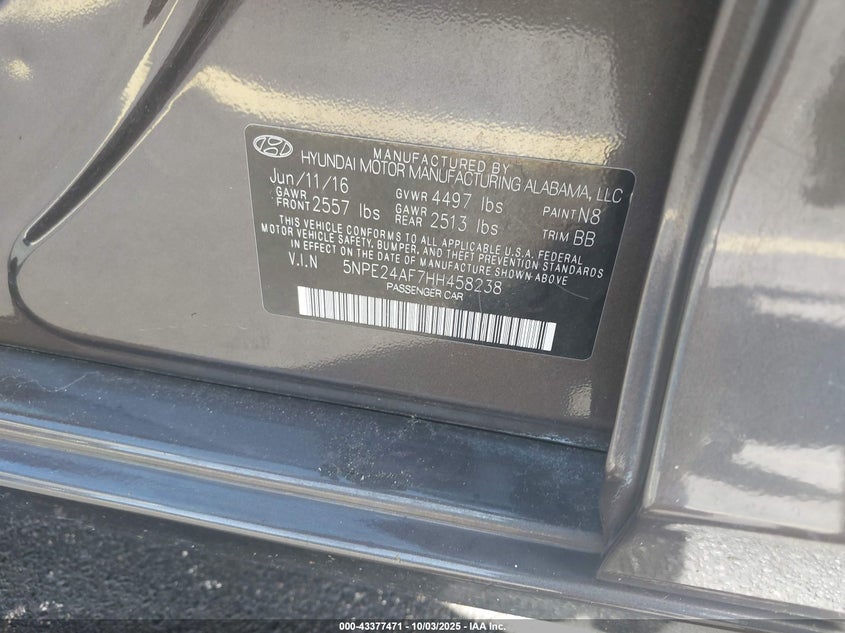 MANUFACTURED BY
HYUNDAI MOTOR MANUFACTURING ALABAMA, LLC
Jun/11/16 GVWR 4497 lbs PAINT N8
GAWR FRONT 2557 lbs GAWR REAR 2513 lbs TRIM BB
THIS VEHICLE CONFORMS TO ALL APPLICABLE U.S.A. FEDERAL
MOTOR VEHICLE SAFETY, BUMPER, AND THEFT PREVENTION STANDARDS
IN EFFECT ON THE DATE OF MANUFACTURE SHOWN ABOVE
V.I.N 5NPE24AF7HH458238
PASSENGER CAR
000-43377471 - 10/03/2025 - IAA Inc.